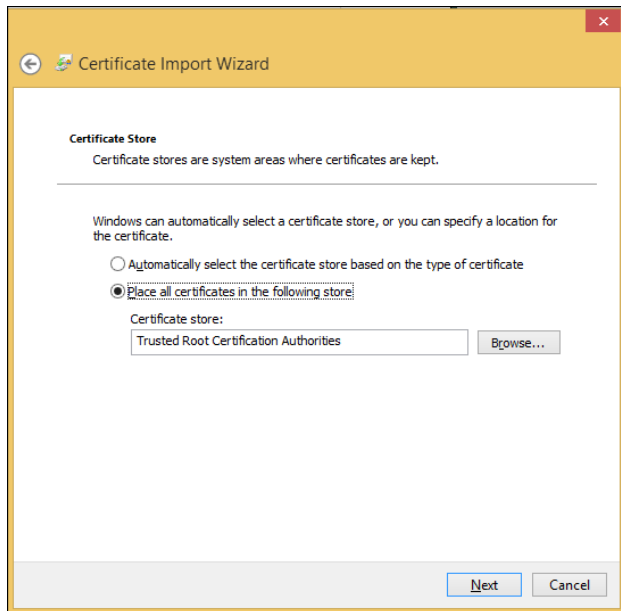 Certificate Import Wizard
Certificate Store
Certificate stores are system areas where certificates are kept.
Windows can automatically select a certificate store, or you can specify a location for
the certificate.
Automatically select the certificate store based on the type of certificate
Place all certificates in the following store
Certificate store:
Trusted Root Certification Authorities
Browse...
Next
Cancel